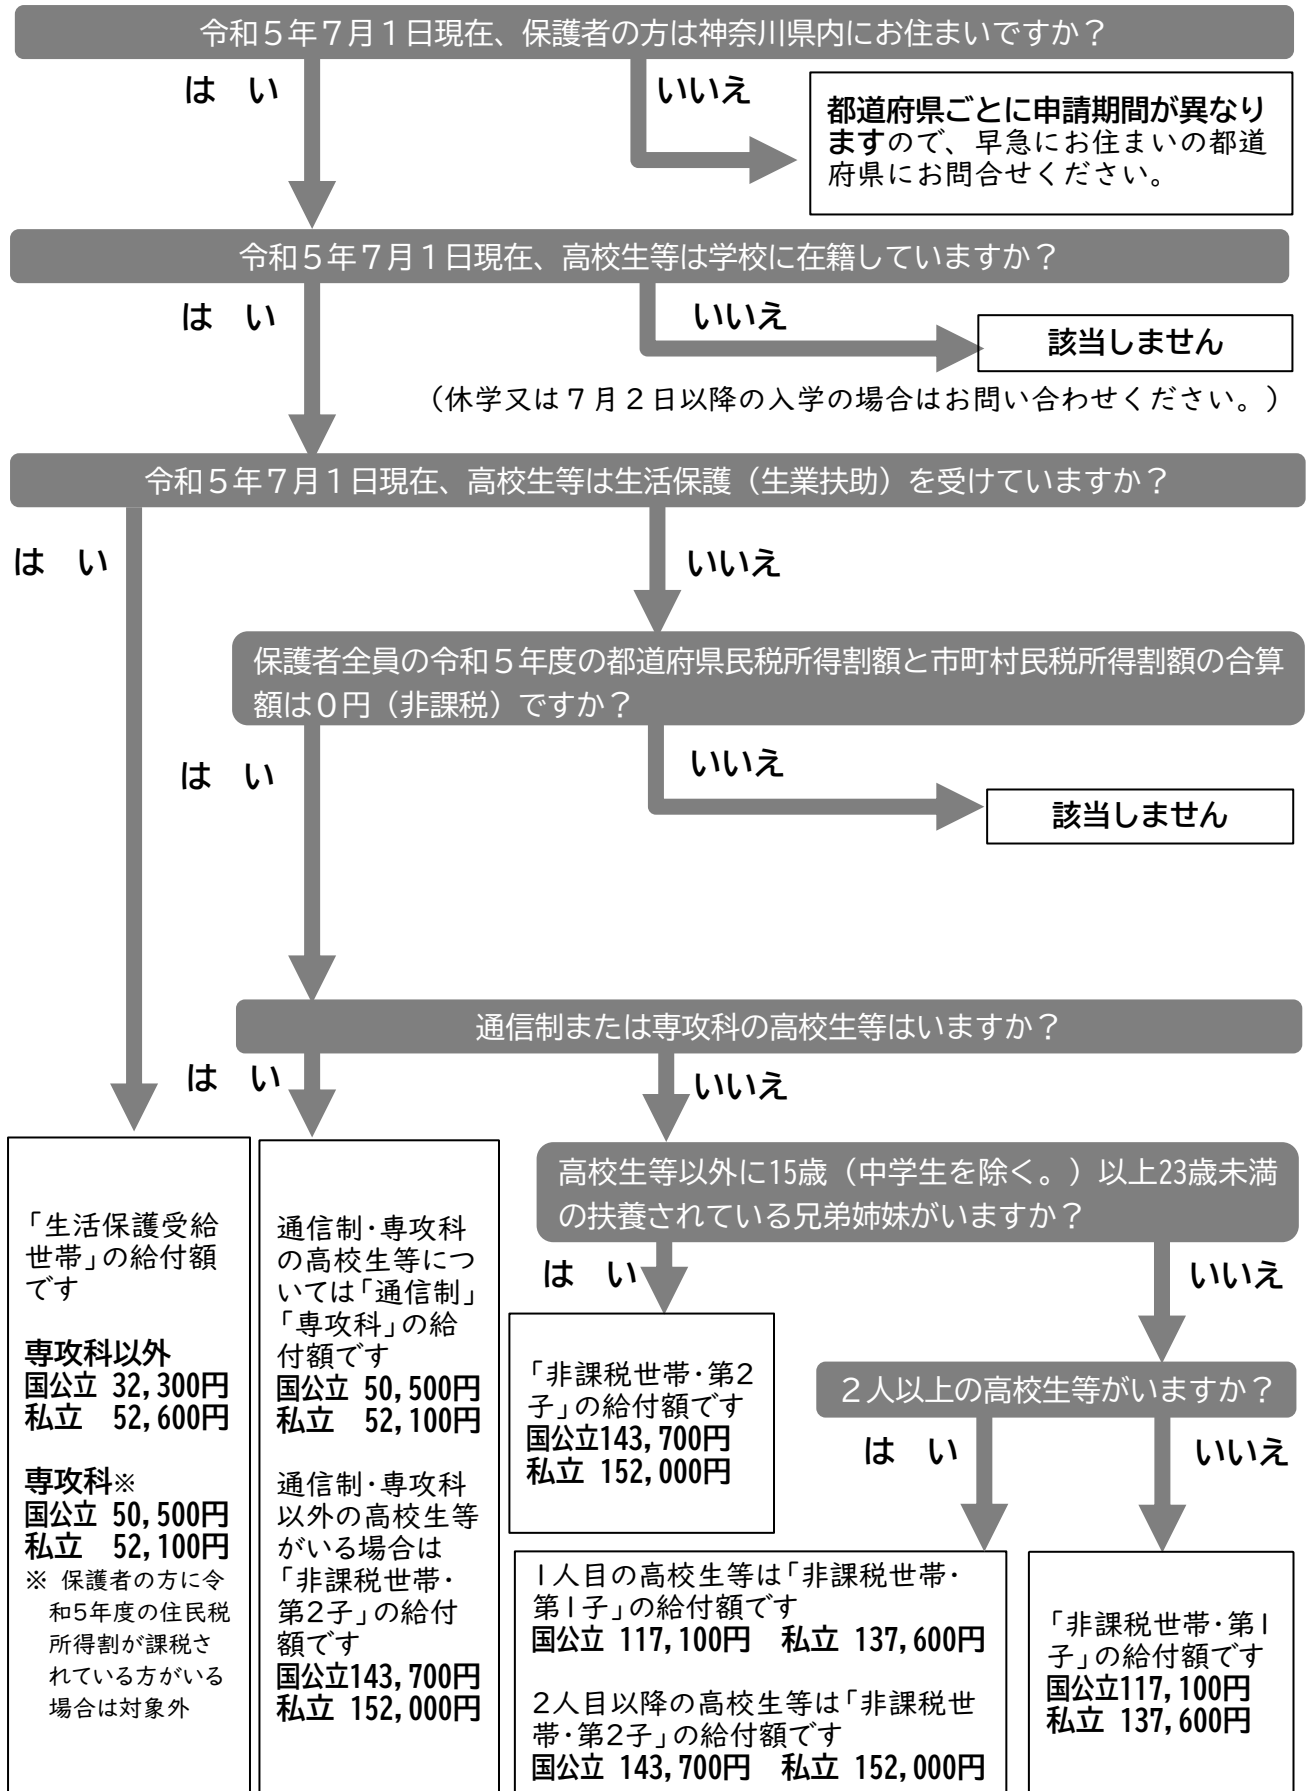 令和５年７月１日現在、保護者の方は神奈川県内にお住まいですか？
は　い
いいえ
都道府県ごとに申請期間が異なり
ますので、早急にお住まいの都道
府県にお問合せください。
令和５年７月１日現在、高校生等は学校に在籍していますか？
は　い
いいえ
該当しません
（休学又は７月２日以降の入学の場合はお問い合わせください。）
令和５年７月１日現在、高校生等は生活保護（生業扶助）を受けていますか？
は　い
いいえ
保護者全員の令和５年度の都道府県民税所得割額と市町村民税所得割額の合算
額は０円（非課税）ですか？
は　い
いいえ
該当しません
通信制または専攻科の高校生等はいますか？
は　い
いいえ
「生活保護受給
世帯」の給付額
です
専攻科以外
国公立 32,300円
私立　52,600円
専攻科※
国公立 50,500円
私立　52,100円
※ 保護者の方に令
和5年度の住民税
所得割が課税さ
れている方がいる
場合は対象外
通信制・専攻科
の高校生等につ
いては「通信制」
「専攻科」の給
付額です
国公立 50,500円
私立　52,100円
通信制・専攻科
以外の高校生等
がいる場合は
「非課税世帯・
第2子」の給付
額です
国公立143,700円
私立 152,000円
高校生等以外に15歳（中学生を除く。）以上23歳未満
の扶養されている兄弟姉妹がいますか？
は　い
いいえ
「非課税世帯・第2
子」の給付額です
国公立143,700円
私立 152,000円
２人以上の高校生等がいますか？
は　い
いいえ
1人目の高校生等は「非課税世帯・
第1子」の給付額です
国公立 117,100円　私立 137,600円
2人目以降の高校生等は「非課税世
帯・第2子」の給付額です
国公立 143,700円　私立 152,000円
「非課税世帯・第1
子」の給付額です
国公立117,100円
私立 137,600円